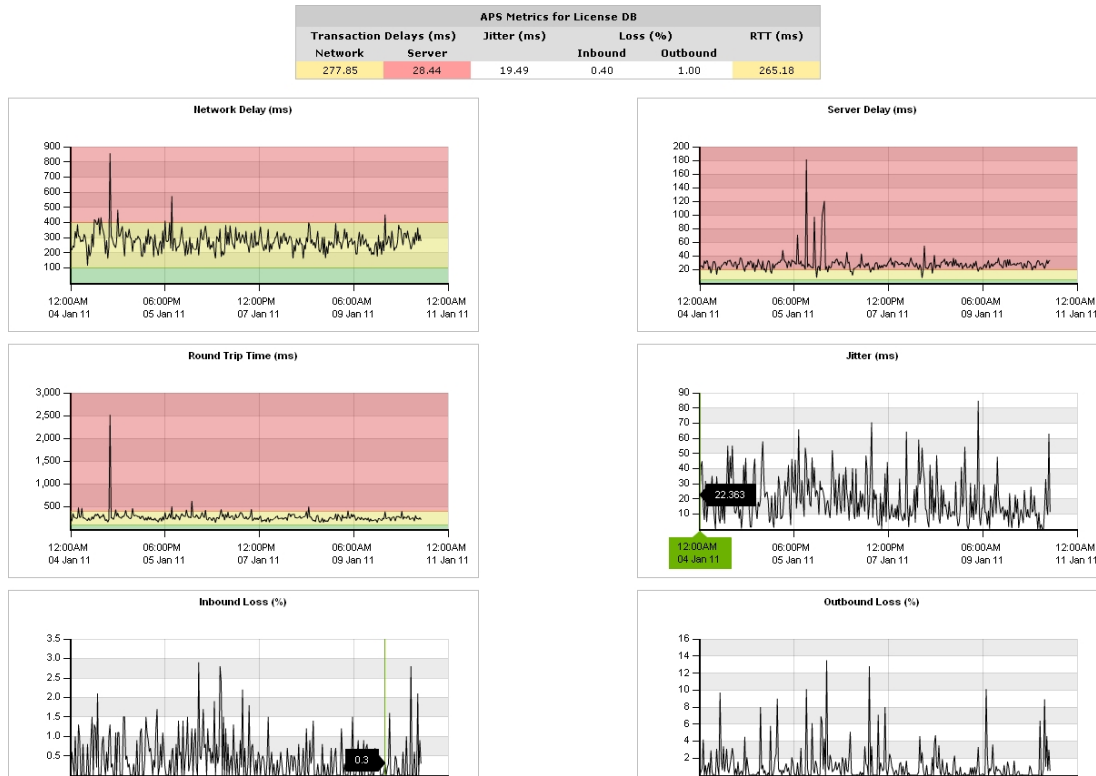 APS Metrics for License DB
Transaction Delays (ms) Jitter (ms) Loss (%) RTT (ms)
Network Server Inbound Outbound
277.85 28.44 19.49 0.40 1.00 265.18
Network Delay (ms)
900
800
700
600
500
400
300
200
100
12:00AM 06:00PM 12:00PM 06:00AM 12:00AM
04 Jan 11 05 Jan 11 07 Jan 11 09 Jan 11 11 Jan 11
Server Delay (ms)
200
180
160
140
120
100
80
60
40
20
12:00AM 06:00PM 12:00PM 06:00AM 12:00AM
04 Jan 11 05 Jan 11 07 Jan 11 09 Jan 11 11 Jan 11
Round Trip Time (ms)
3,000
2,500
2,000
1,500
1,000
500
12:00AM 06:00PM 12:00PM 06:00AM 12:00AM
04 Jan 11 05 Jan 11 07 Jan 11 09 Jan 11 11 Jan 11
Jitter (ms)
90
80
70
60
50
40
30
20
10
22.363
12:00AM 06:00PM 12:00PM 06:00AM 12:00AM
04 Jan 11 05 Jan 11 07 Jan 11 09 Jan 11 11 Jan 11
Inbound Loss (%)
3.5
3.0
2.5
2.0
1.5
1.0
0.5
0.3
Outbound Loss (%)
16
14
12
10
8
6
4
2